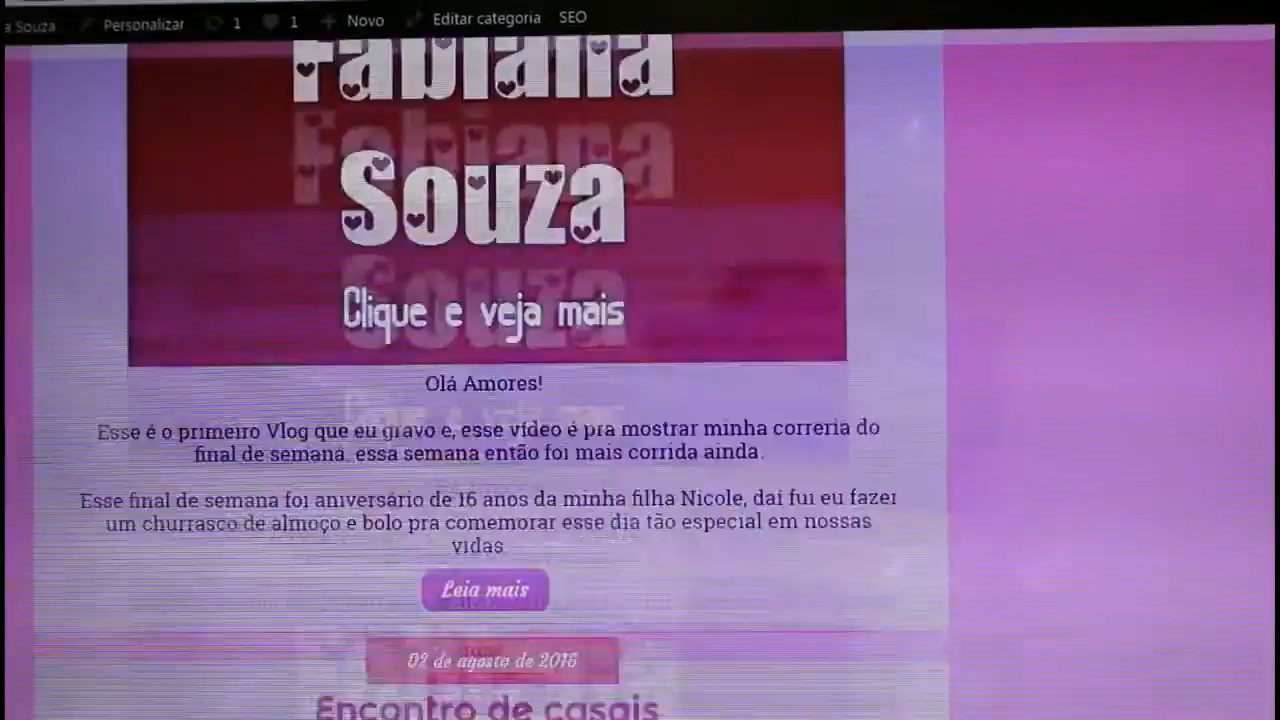 a Souza Personalizar 1 1 Novo Editar categoria SEO
Fabiana
Souza
Clique e veja mais
Olá Amores!
Esse é o primeiro Vlog que eu gravo e, esse vídeo é pra mostrar minha correria do
final de semana, essa semana então foi mais corrida ainda.
Esse final de semana foi aniversário de 16 anos da minha filha Nicole, daí fui eu fazer
um churrasco de almoço e bolo pra comemorar esse dia tão especial em nossas
vidas
Leia mais
02 de agosto de 2016
Encontro de casais